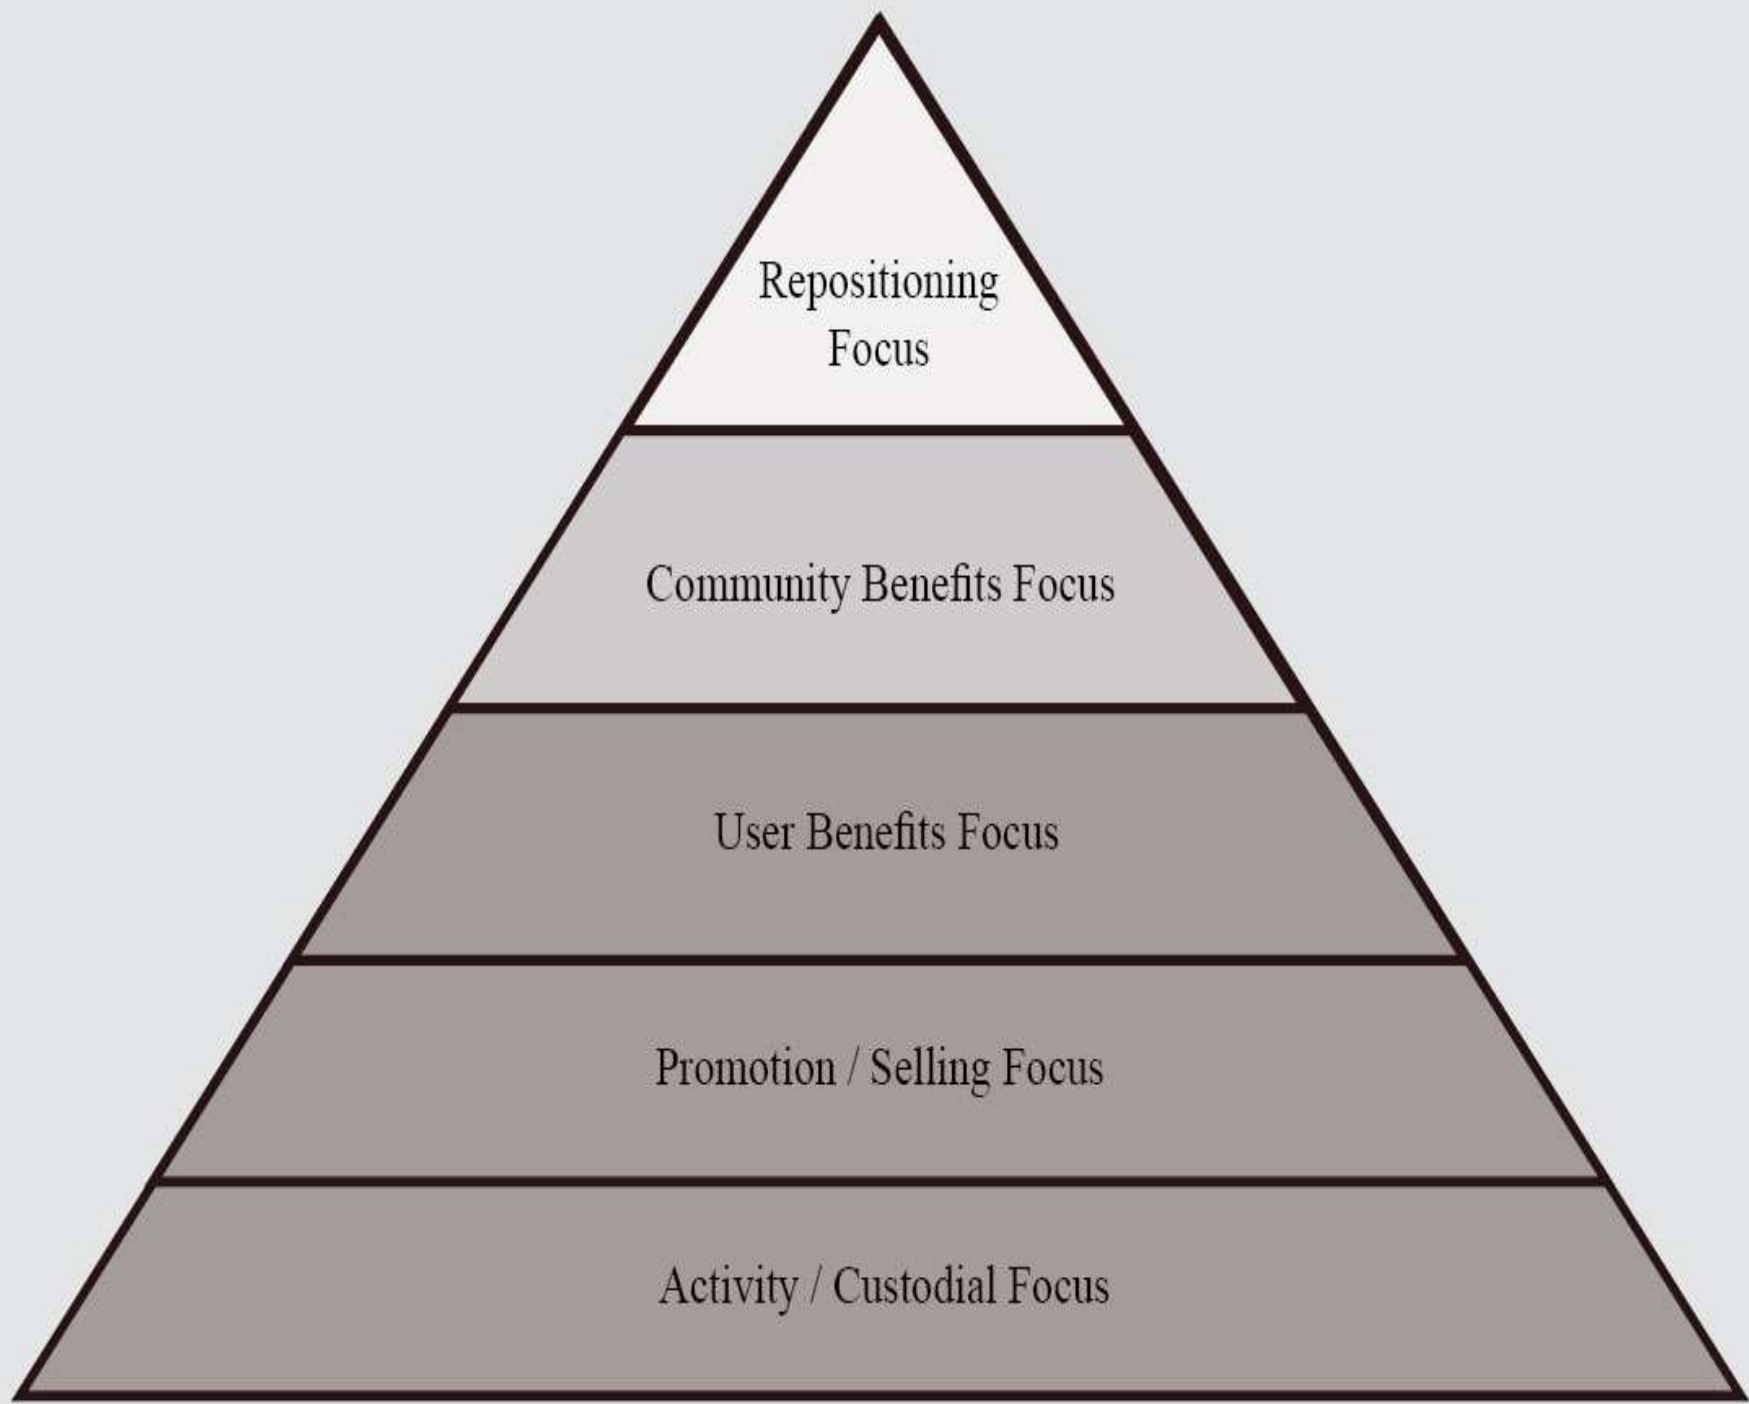 Repositioning
Focus
Community Benefits Focus
User Benefits Focus
Promotion / Selling Focus
Activity / Custodial Focus